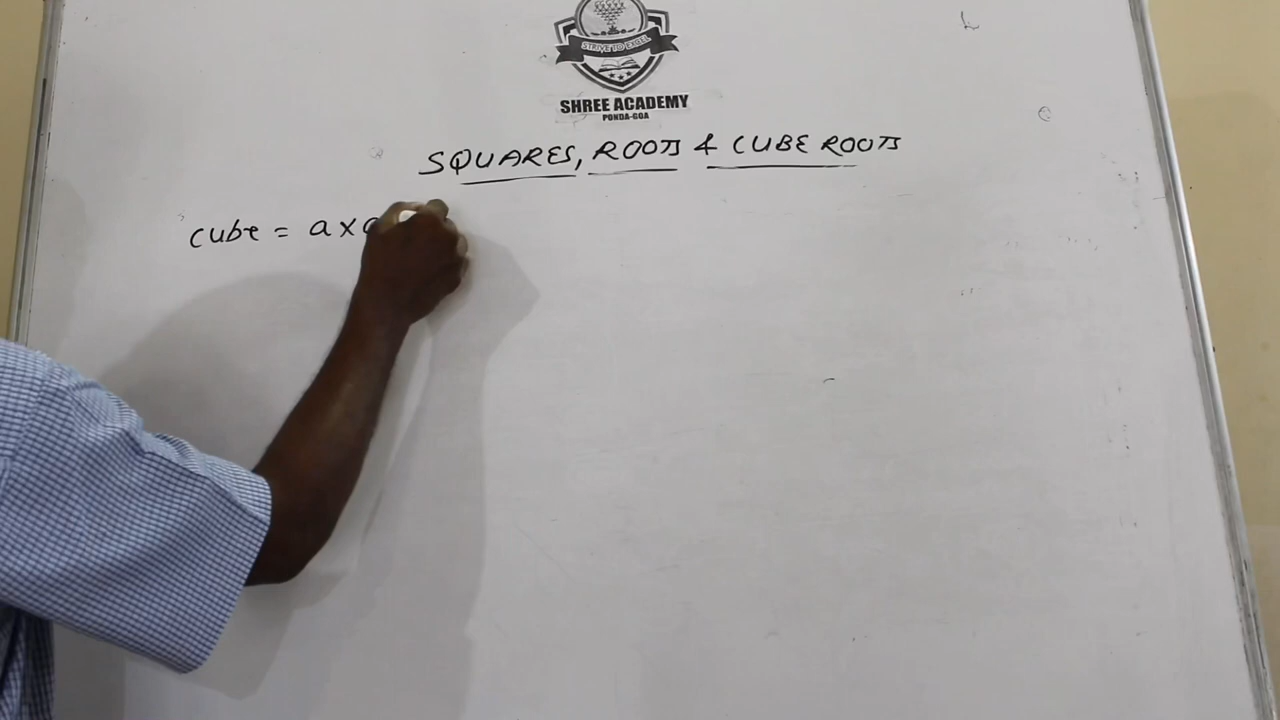 STRIVE TO EXCEL
SHREE ACADEMY
PONDA-GOA
SQUARES, ROOTS & CUBE ROOTS
cube = a x a